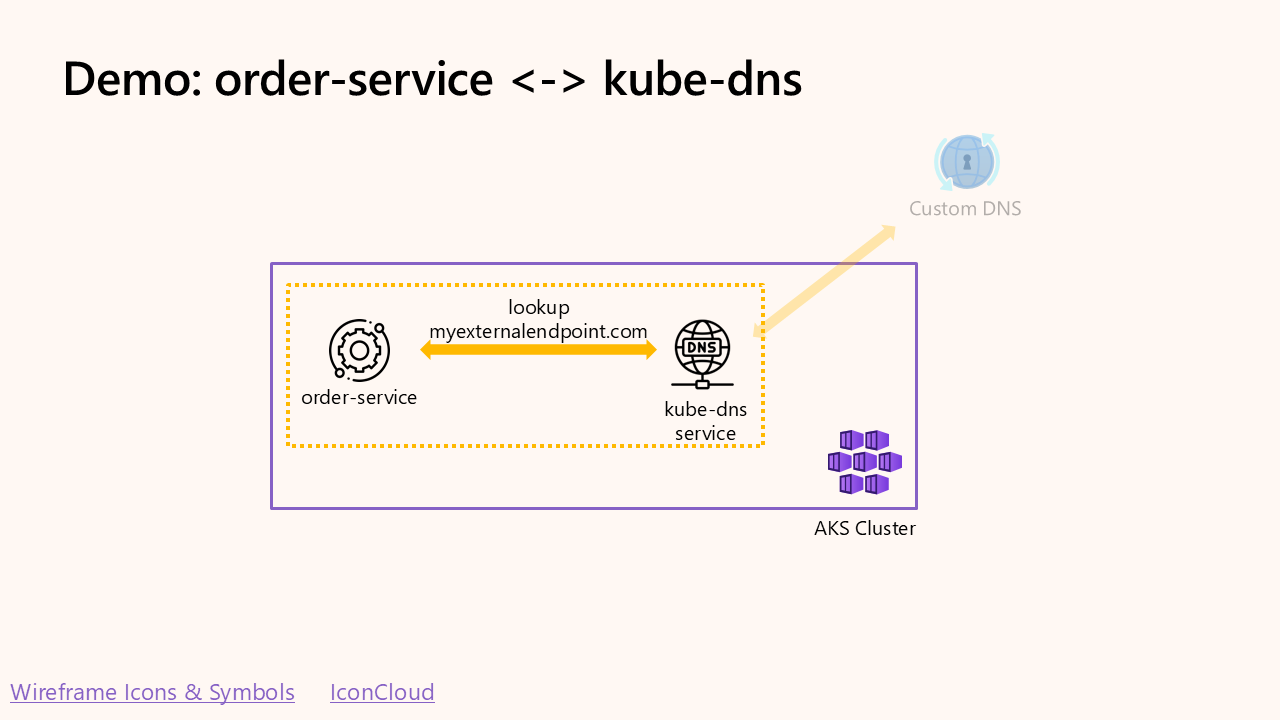 Demo: order-service <-> kube-dns
Custom DNS
lookup
myexternalendpoint.com
DNS
order-service
kube-dns
service
AKS Cluster
Wireframe Icons & Symbols
IconCloud